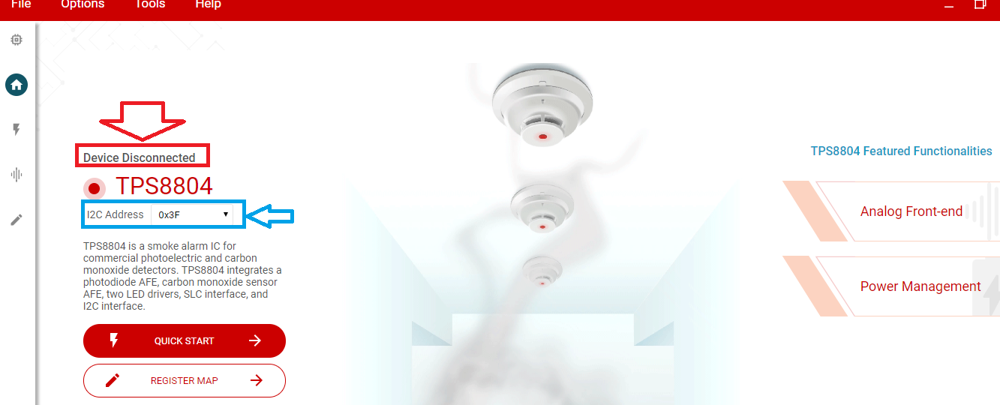 File Options Tools Help
Device Disconnected
TPS8804
I2C Address 0x3F
TPS8804 is a smoke alarm IC for
commercial photoelectric and carbon
monoxide detectors. TPS8804 integrates a
photodiode AFE, carbon monoxide sensor
AFE, two LED drivers, SLC interface, and
I2C interface.
QUICK START
REGISTER MAP
TPS8804 Featured Functionalities
Analog Front-end
Power Management